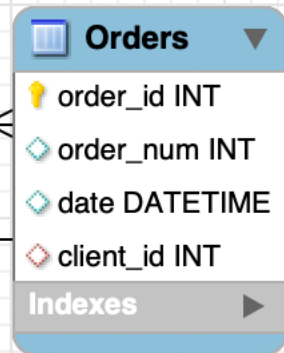 Orders
order_id INT
order_num INT
date DATETIME
client_id INT
Indexes